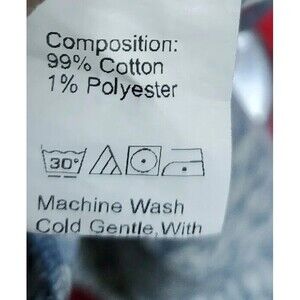 Composition:
99% Cotton
1% Polyester
30°
Machine Wash
Cold Gentle,With